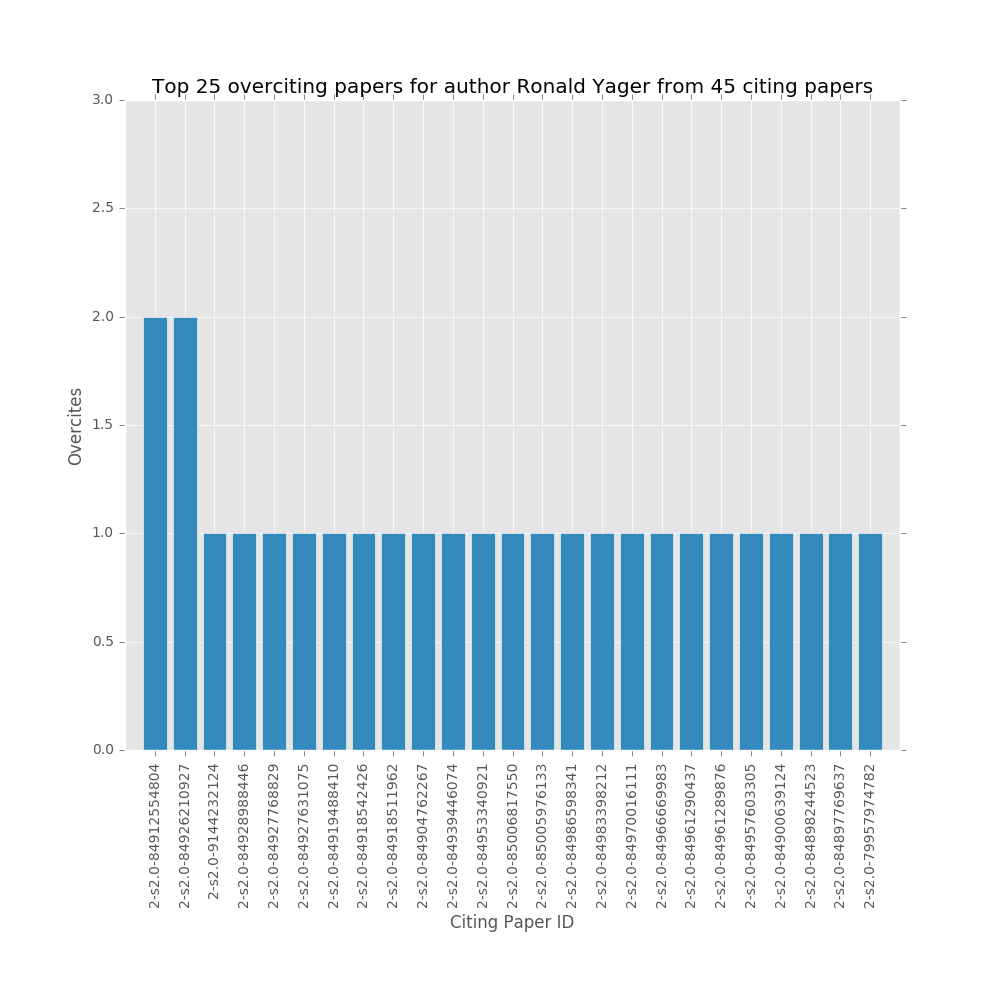 Top 25 overciting papers for author Ronald Yager from 45 citing papers
3.0
2.5
2.0
1.5
1.0
0.5
0.0
Overcites
2-s2.0-84912554804
2-s2.0-84926210927
2-s2.0-9144232124
2-s2.0-84928988446
2-s2.0-84927768829
2-s2.0-84927631075
2-s2.0-84919488410
2-s2.0-84918542426
2-s2.0-84918511962
2-s2.0-84904762267
2-s2.0-84939446074
2-s2.0-84953340921
2-s2.0-85006817550
2-s2.0-85005976133
2-s2.0-84986598341
2-s2.0-84983398212
2-s2.0-84970016111
2-s2.0-84966669983
2-s2.0-84961290437
2-s2.0-84961289876
2-s2.0-84957603305
2-s2.0-84900639124
2-s2.0-84898244523
2-s2.0-84897769637
2-s2.0-79957974782
Citing Paper ID